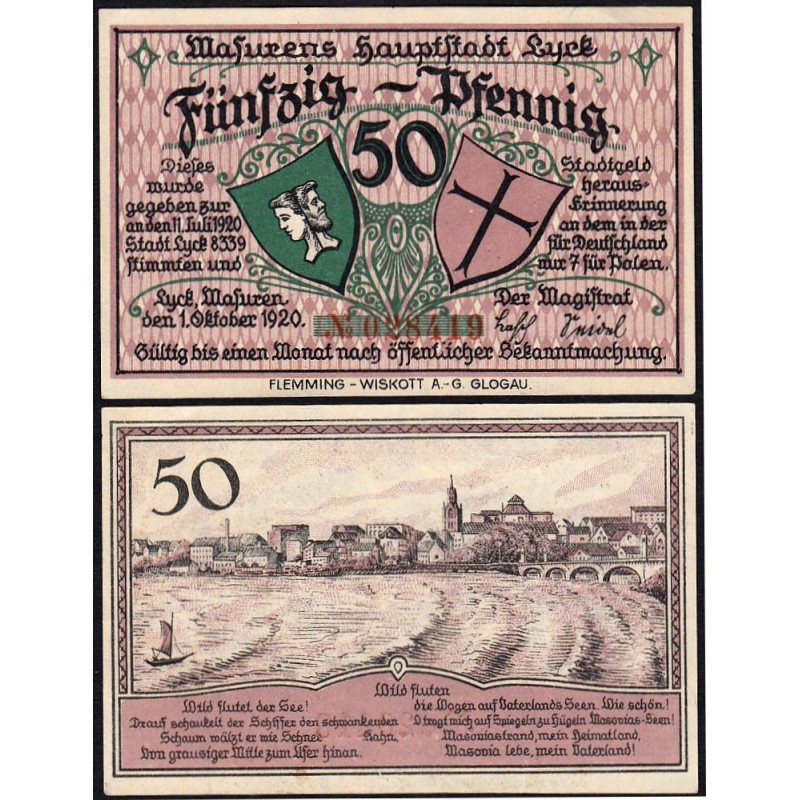 Masurens Hauptstadt Lyck
Fünfzig – Pfennig
50
Dieses Stadtgeld
wurde heraus-
gegeben zur Erinnerung
an den 11. Juli 1920 an dem in der
Stadt Lyck 8339 für Deutschland
stimmten und nur 7 für Polen.
Lyck, Masuren Der Magistrat
den 1. Oktober 1920. № 028419
Gültig bis einen Monat nach öffentlicher Bekanntmachung.
FLEMMING – WISKOTT A.-G. GLOGAU.
50
Wild flutet der See!
Drauf schaukelt der Schiffer den schwankenden
Schaum wälzt er wie Schnee Kahn,
Von grausiger Mitte zum Ufer hinan.
Wild fluten
die Wogen auf Vaterlands Seen. Wie schön!
O tragt mich auf Spiegeln zu Hügeln Masovias-Seen!
Masoviastrand, mein Heimatland,
Masovia lebe, mein Vaterland!